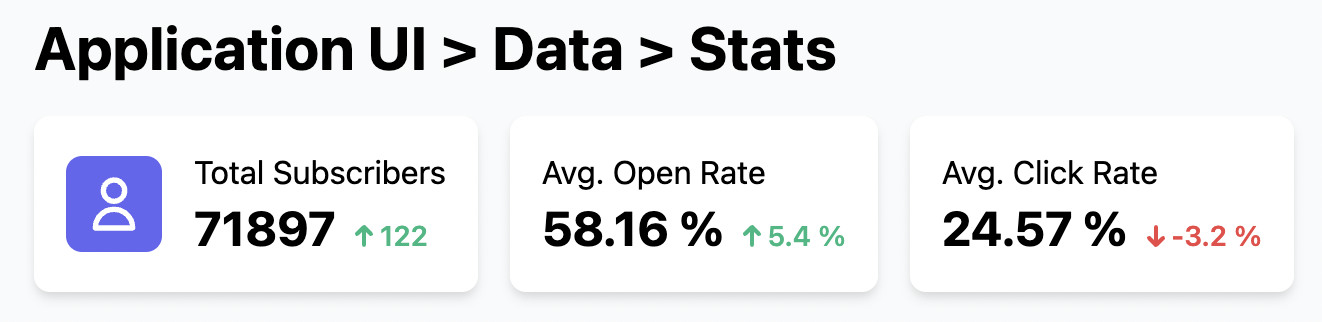 Application UI > Data > Stats
Total Subscribers
71897 ↑ 122
Avg. Open Rate
58.16 % ↑ 5.4 %
Avg. Click Rate
24.57 % ↓ -3.2 %